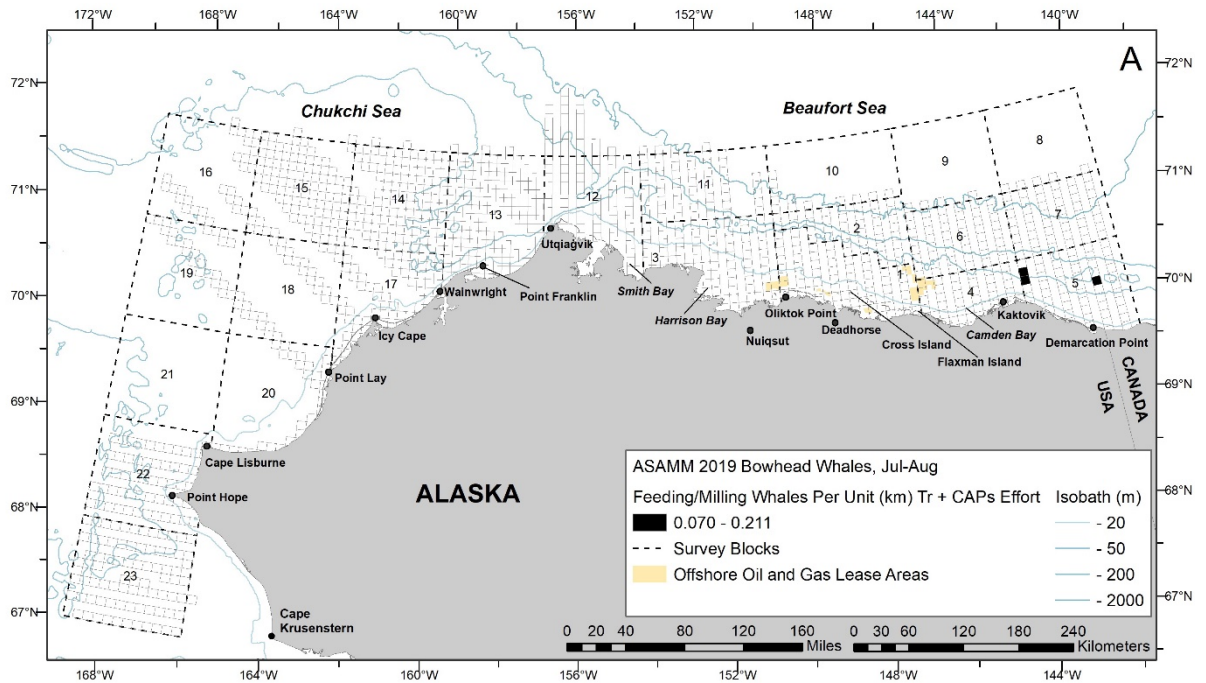 172°W 168°W 164°W 160°W 156°W 152°W 148°W 144°W 140°W
A
72°N 72°N
Chukchi Sea Beaufort Sea
8
9
10
16
15
14
11
71°N 71°N
12
13
7
2
6
Utqiaġvik
3
19
18
17
1
4
5
70°N 70°N
Wainwright
Point Franklin
Smith Bay
Harrison Bay
Oliktok Point
Kaktovik
Icy Cape
Nuiqsut
Deadhorse
Cross Island
Camden Bay
Demarcation Point
Flaxman Island
21
20
Point Lay
69°N 69°N
USA
CANADA
Cape Lisburne
22
Point Hope
ALASKA
68°N 68°N
23
67°N 67°N
Cape
Krusenstern
ASAMM 2019 Bowhead Whales, Jul-Aug
Feeding/Milling Whales Per Unit (km) Tr + CAPs Effort
0.070 - 0.211
Survey Blocks
Offshore Oil and Gas Lease Areas
Isobath (m)
- 20
- 50
- 200
- 2000
0 20 40 80 120 160
Miles
0 30 60 120 180 240
Kilometers
168°W 164°W 160°W 156°W 152°W 148°W 144°W